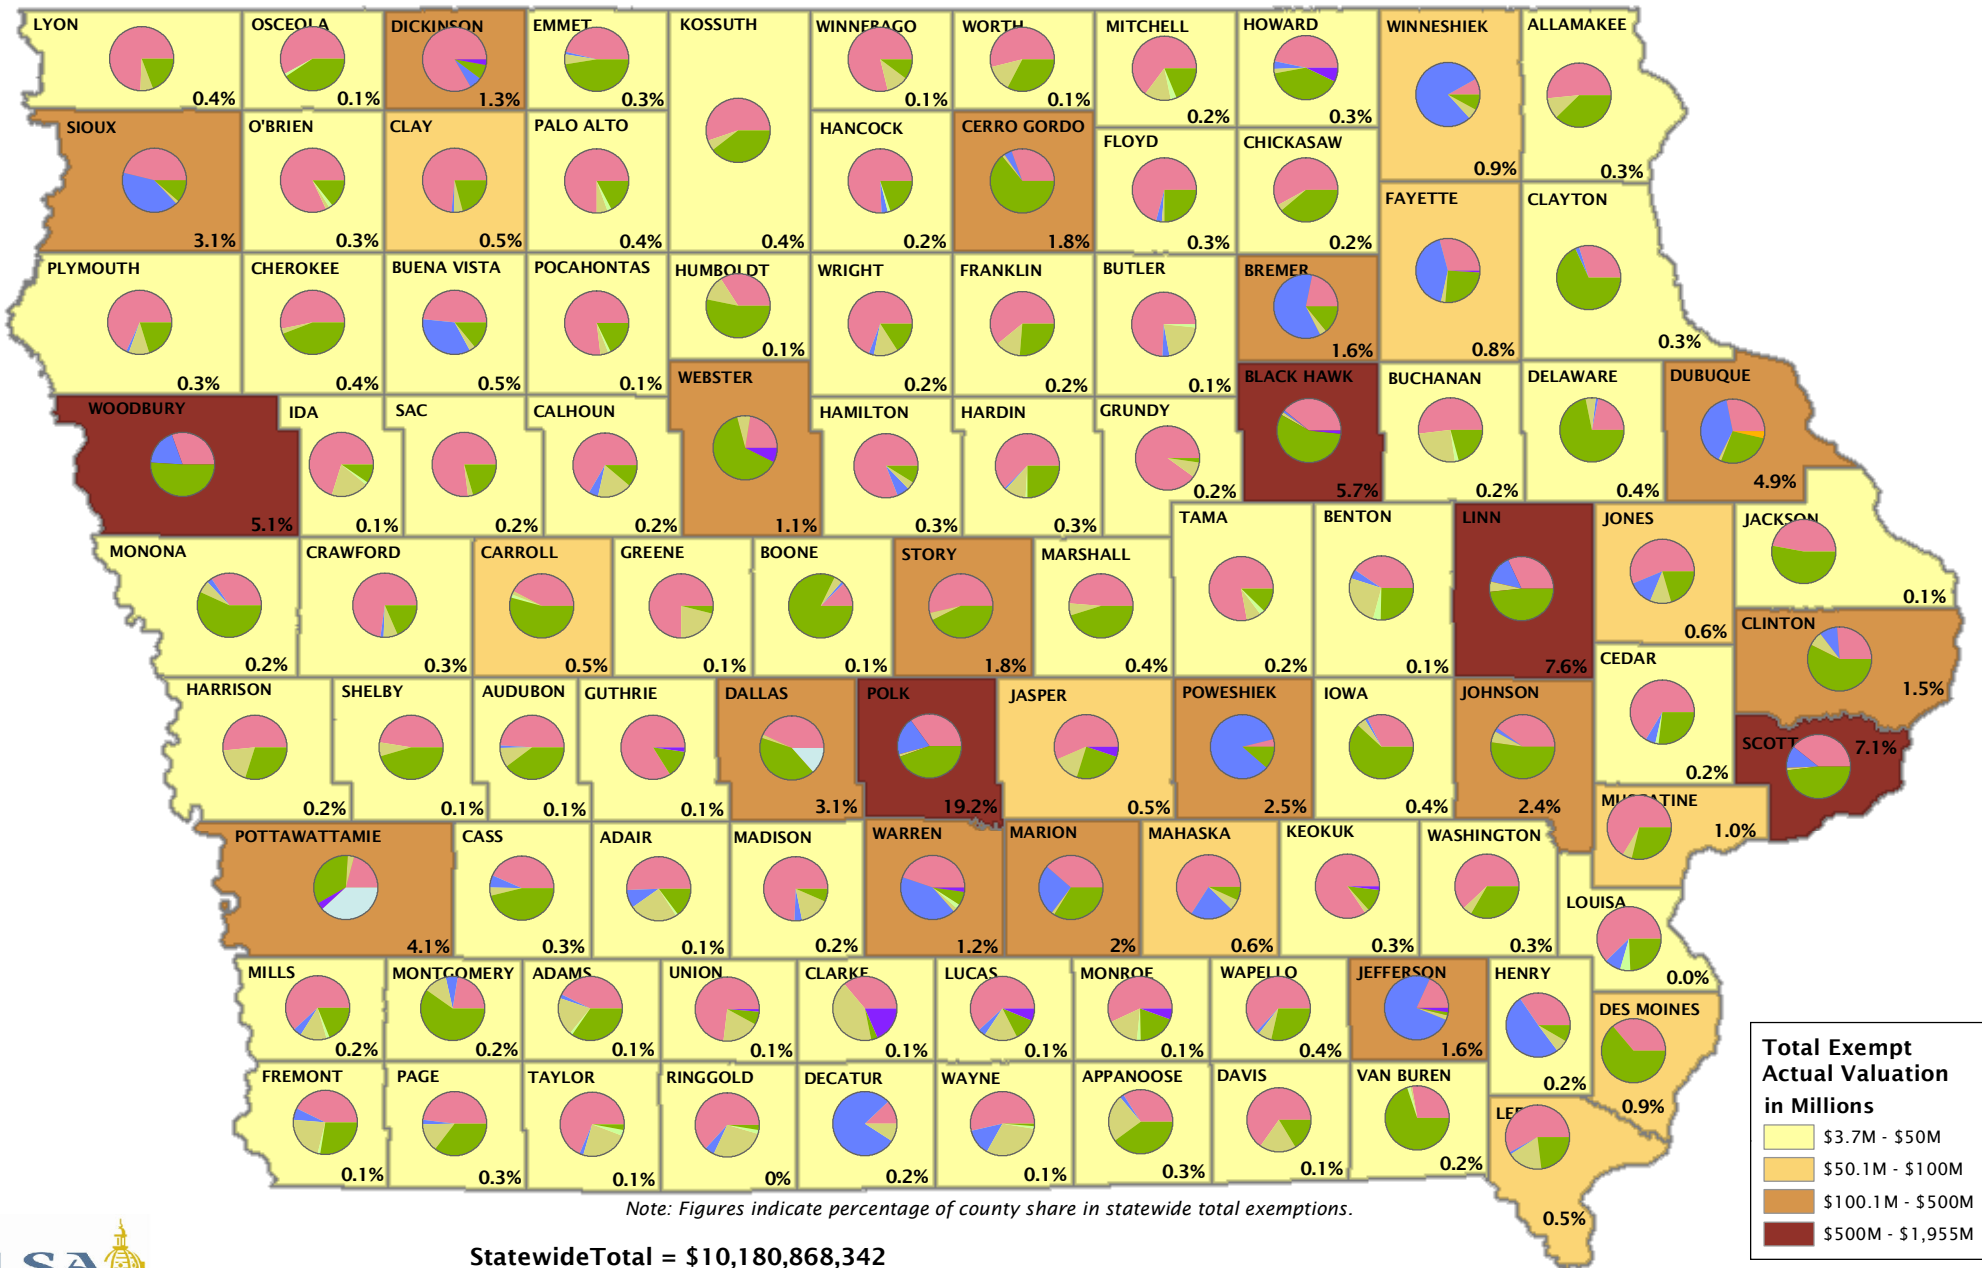 LYON
OSCEOLA
DICKINSON
EMMET
KOSSUTH
WINNEBAGO
WORTH
MITCHELL
HOWARD
WINNESHIEK
ALLAMAKEE
0.4%
0.1%
1.3%
0.3%
0.4%
0.1%
0.1%
0.2%
0.3%
0.9%
0.3%
SIOUX
O'BRIEN
CLAY
PALO ALTO
HANCOCK
CERRO GORDO
FLOYD
CHICKASAW
FAYETTE
CLAYTON
3.1%
0.3%
0.5%
0.4%
0.2%
1.8%
0.3%
0.2%
0.8%
0.3%
PLYMOUTH
CHEROKEE
BUENA VISTA
POCAHONTAS
HUMBOLDT
WRIGHT
FRANKLIN
BUTLER
BREMER
0.3%
0.4%
0.5%
0.1%
0.1%
0.2%
0.2%
0.1%
1.6%
WOODBURY
IDA
SAC
CALHOUN
WEBSTER
HAMILTON
HARDIN
GRUNDY
BLACK HAWK
BUCHANAN
DELAWARE
DUBUQUE
5.1%
0.1%
0.2%
0.2%
1.1%
0.3%
0.3%
0.2%
5.7%
0.2%
0.4%
4.9%
MONONA
CRAWFORD
CARROLL
GREENE
BOONE
STORY
MARSHALL
TAMA
BENTON
LINN
JONES
JACKSON
0.2%
0.3%
0.5%
0.1%
0.1%
1.8%
0.4%
0.2%
0.1%
7.6%
0.6%
0.1%
HARRISON
SHELBY
AUDUBON
GUTHRIE
DALLAS
POLK
JASPER
POWESHIEK
IOWA
JOHNSON
CEDAR
CLINTON
SCOTT
0.2%
0.1%
0.1%
0.1%
3.1%
19.2%
0.5%
2.5%
0.4%
2.4%
0.2%
1.5%
7.1%
POTTAWATTAMIE
CASS
ADAIR
MADISON
WARREN
MARION
MAHASKA
KEOKUK
WASHINGTON
MUSCATINE
LOUISA
4.1%
0.3%
0.1%
0.2%
1.2%
2%
0.6%
0.3%
0.3%
1.0%
0.0%
MILLS
MONTGOMERY
ADAMS
UNION
CLARKE
LUCAS
MONROE
WAPELLO
JEFFERSON
HENRY
DES MOINES
0.2%
0.2%
0.1%
0.1%
0.1%
0.1%
0.1%
0.4%
1.6%
0.2%
0.9%
FREMONT
PAGE
TAYLOR
RINGGOLD
DECATUR
WAYNE
APPANOOSE
DAVIS
VAN BUREN
LEE
0.1%
0.3%
0.1%
0%
0.2%
0.1%
0.3%
0.1%
0.2%
0.5%
Total Exempt
Actual Valuation
in Millions
$3.7M - $50M
$50.1M - $100M
$100.1M - $500M
$500M - $1,955M
Note: Figures indicate percentage of county share in statewide total exemptions.
StatewideTotal = $10,180,868,342
LSA